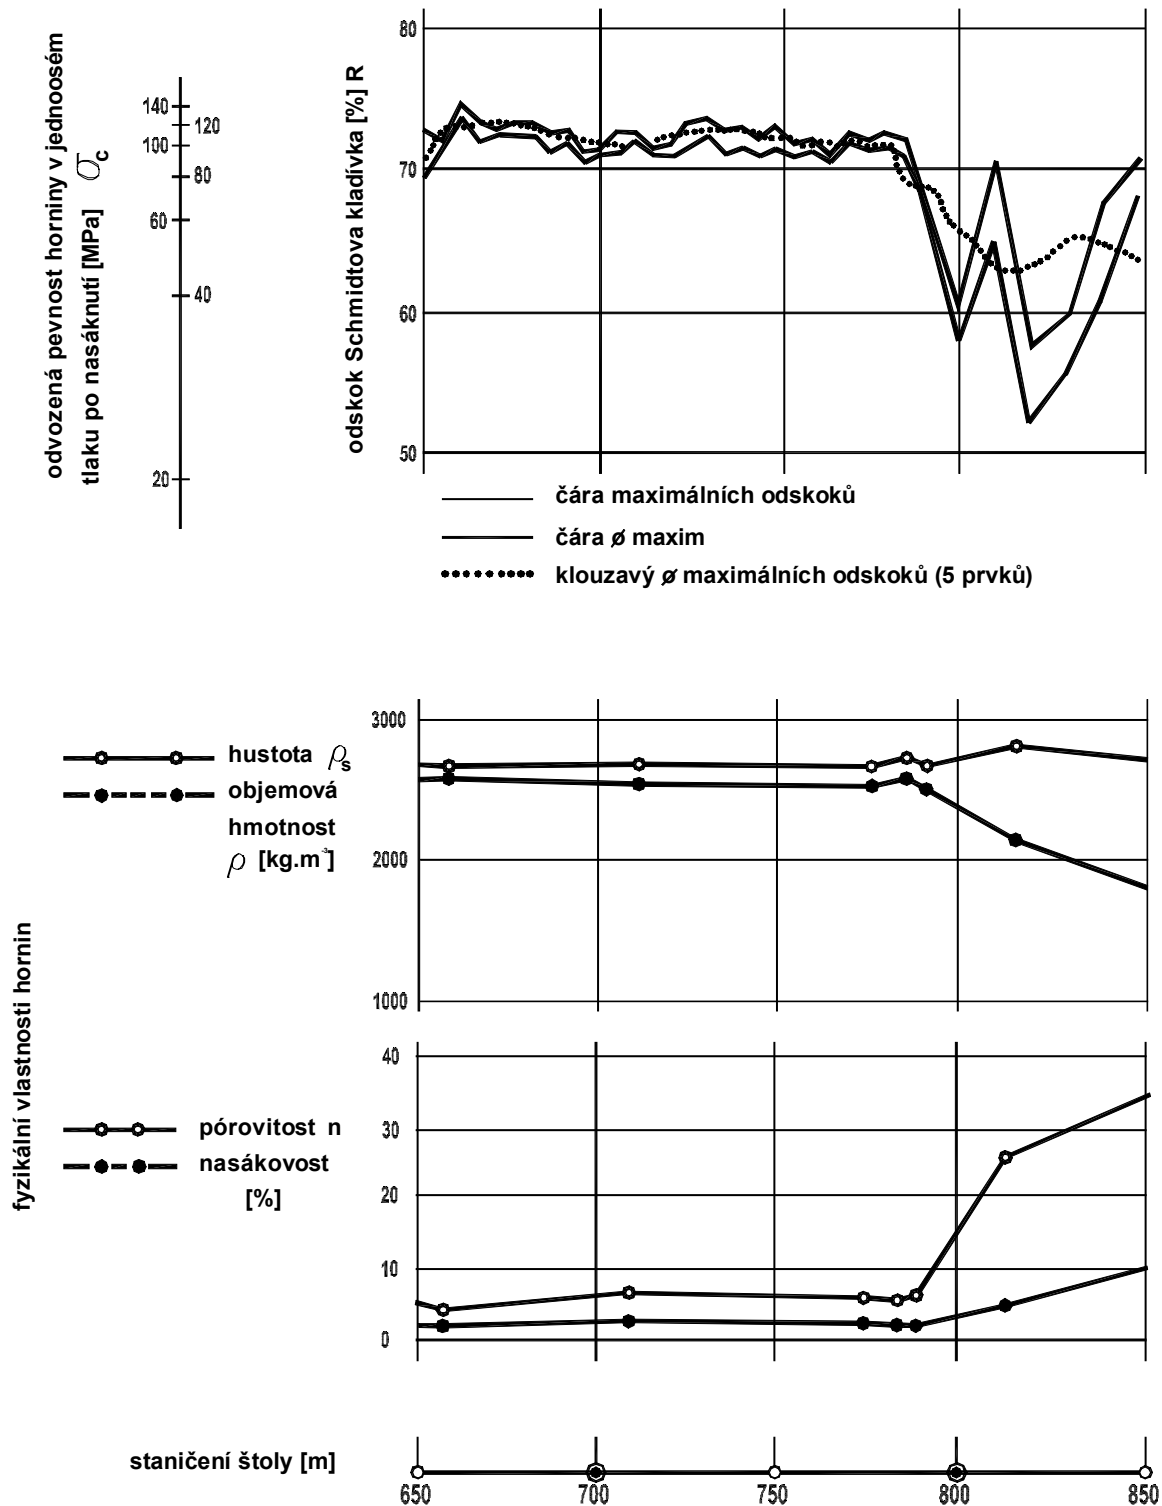 odvozená pevnost horniny v jednoosém
tlaku po nasáknutí [MPa] σc
140
120
100
80
60
40
20
odskok Schmidtova kladívka [%] R
80
70
60
50
čára maximálních odskoků
čára ø maxim
klouzavý ø maximálních odskoků (5 prvků)
fyzikální vlastnosti hornin
hustota ρs
objemová
hmotnost
ρ [kg.m-3]
3000
2000
1000
pórovitost n
nasákovost
[%]
40
30
20
10
0
staničení štoly [m]
650 700 750 800 850